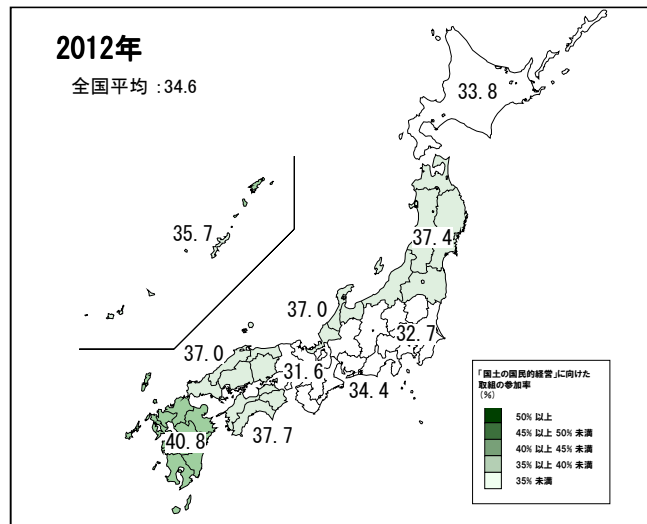 2012年
全国平均 :34.6
33.8
35.7
37.4
37.0
32.7
37.0
31.6
34.4
37.7
40.8
「国土の国民的経営」に向けた
取組の参加率
(%)
50% 以上
45% 以上 50% 未満
40% 以上 45% 未満
35% 以上 40% 未満
35% 未満